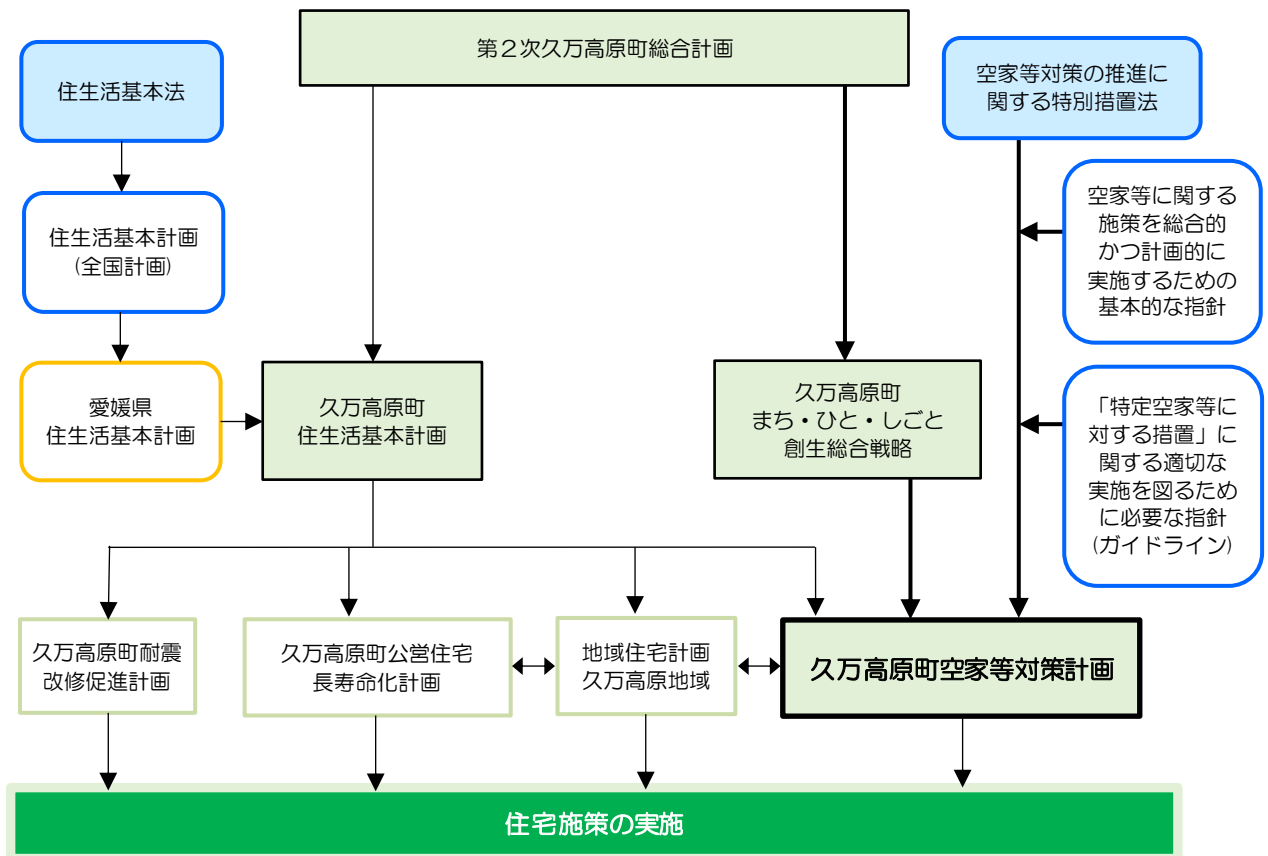 第2次久万高原町総合計画
住生活基本法
空家等対策の推進に
関する特別措置法
住生活基本計画
(全国計画)
空家等に関する
施策を総合的
かつ計画的に
実施するための
基本的な指針
愛媛県
住生活基本計画
久万高原町
住生活基本計画
久万高原町
まち・ひと・しごと
創生総合戦略
「特定空家等に
対する措置」に
関する適切な
実施を図るため
に必要な指針
(ガイドライン)
久万高原町耐震
改修促進計画
久万高原町公営住宅
長寿命化計画
地域住宅計画
久万高原地域
久万高原町空家等対策計画
住宅施策の実施